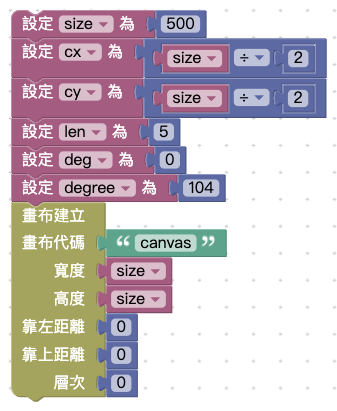 設定 size 為 500
設定 cx 為 size ÷ 2
設定 cy 為 size ÷ 2
設定 len 為 5
設定 deg 為 0
設定 degree 為 104
畫布建立
畫布代碼 “ canvas ”
寬度 size
高度 size
靠左距離 0
靠上距離 0
層次 0